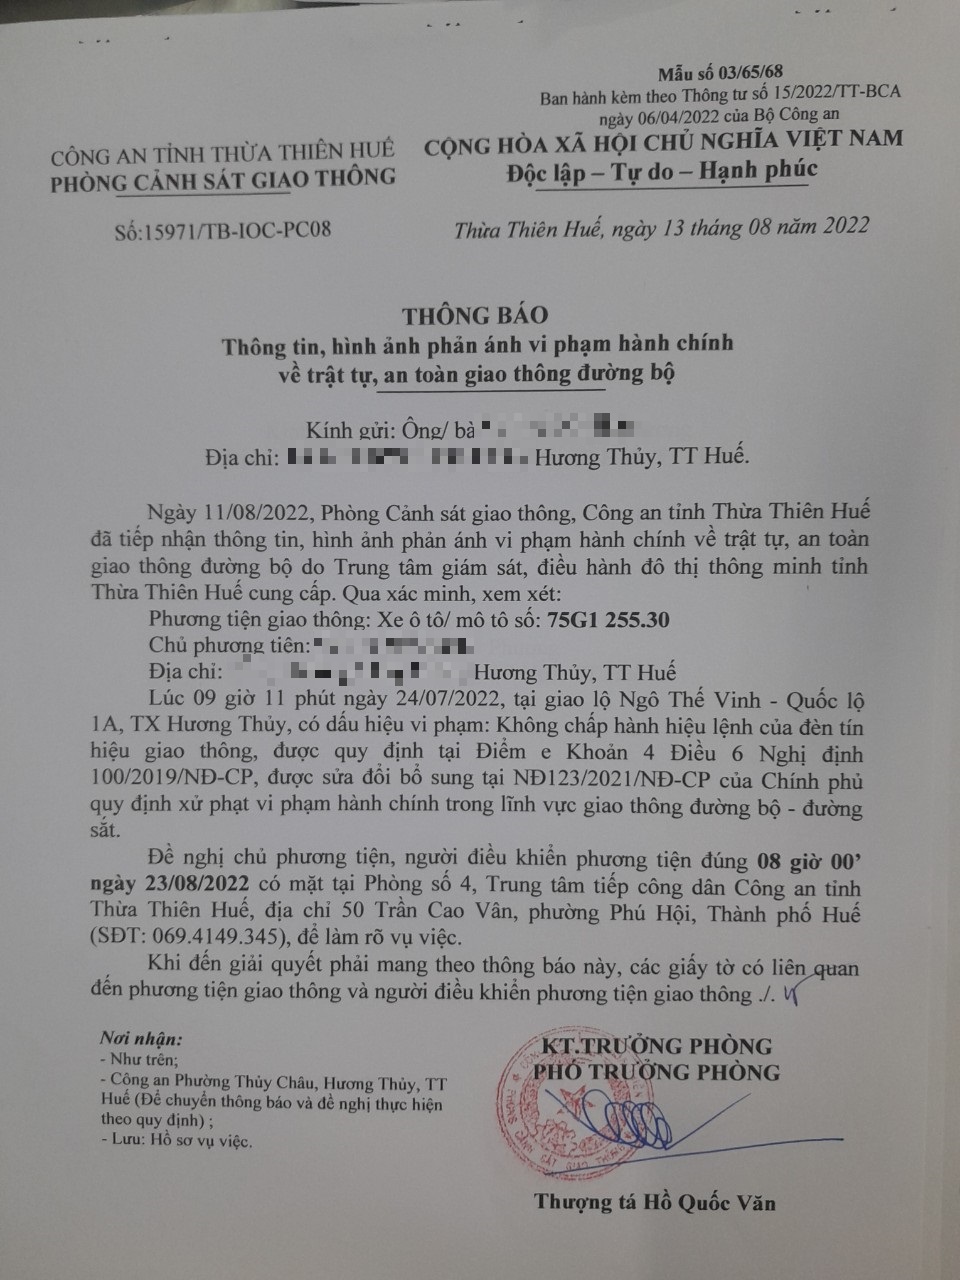 Mẫu số 03/65/68
Ban hành kèm theo Thông tư số 15/2022/TT-BCA
ngày 06/04/2022 của Bộ Công an
CÔNG AN TỈNH THỪA THIÊN HUẾ
PHÒNG CẢNH SÁT GIAO THÔNG
CỘNG HÒA XÃ HỘI CHỦ NGHĨA VIỆT NAM
Độc lập – Tự do – Hạnh phúc
Số:15971/TB-IOC-PC08
Thừa Thiên Huế, ngày 13 tháng 08 năm 2022
THÔNG BÁO
Thông tin, hình ảnh phản ánh vi phạm hành chính
về trật tự, an toàn giao thông đường bộ
Kính gửi: Ông/ bà
Địa chỉ: Hương Thủy, TT Huế.
Ngày 11/08/2022, Phòng Cảnh sát giao thông, Công an tỉnh Thừa Thiên Huế
đã tiếp nhận thông tin, hình ảnh phản ánh vi phạm hành chính về trật tự, an toàn
giao thông đường bộ do Trung tâm giám sát, điều hành đô thị thông minh tỉnh
Thừa Thiên Huế cung cấp. Qua xác minh, xem xét:
Phương tiện giao thông: Xe ô tô/ mô tô số: 75G1 255.30
Chủ phương tiên:
Địa chỉ: Hương Thủy, TT Huế
Lúc 09 giờ 11 phút ngày 24/07/2022, tại giao lộ Ngô Thế Vinh - Quốc lộ
1A, TX Hương Thủy, có dấu hiệu vi phạm: Không chấp hành hiệu lệnh của đèn tín
hiệu giao thông, được quy định tại Điểm e Khoản 4 Điều 6 Nghị định
100/2019/NĐ-CP, được sửa đổi bổ sung tại NĐ123/2021/NĐ-CP của Chính phủ
quy định xử phạt vi phạm hành chính trong lĩnh vực giao thông đường bộ - đường
sắt.
Đề nghị chủ phương tiện, người điều khiển phương tiện đúng 08 giờ 00’
ngày 23/08/2022 có mặt tại Phòng số 4, Trung tâm tiếp công dân Công an tỉnh
Thừa Thiên Huế, địa chỉ 50 Trần Cao Vân, phường Phú Hội, Thành phố Huế
(SĐT: 069.4149.345), để làm rõ vụ việc.
Khi đến giải quyết phải mang theo thông báo này, các giấy tờ có liên quan
đến phương tiện giao thông và người điều khiển phương tiện giao thông ./.
Nơi nhận:
- Như trên;
- Công an Phường Thủy Châu, Hương Thủy, TT
Huế (Để chuyển thông báo và đề nghị thực hiện
theo quy định) ;
- Lưu: Hồ sơ vụ việc.
KT.TRƯỞNG PHÒNG
PHÓ TRƯỞNG PHÒNG
PHÒNG CẢNH SÁT GIAO THÔNG
Thượng tá Hồ Quốc Văn